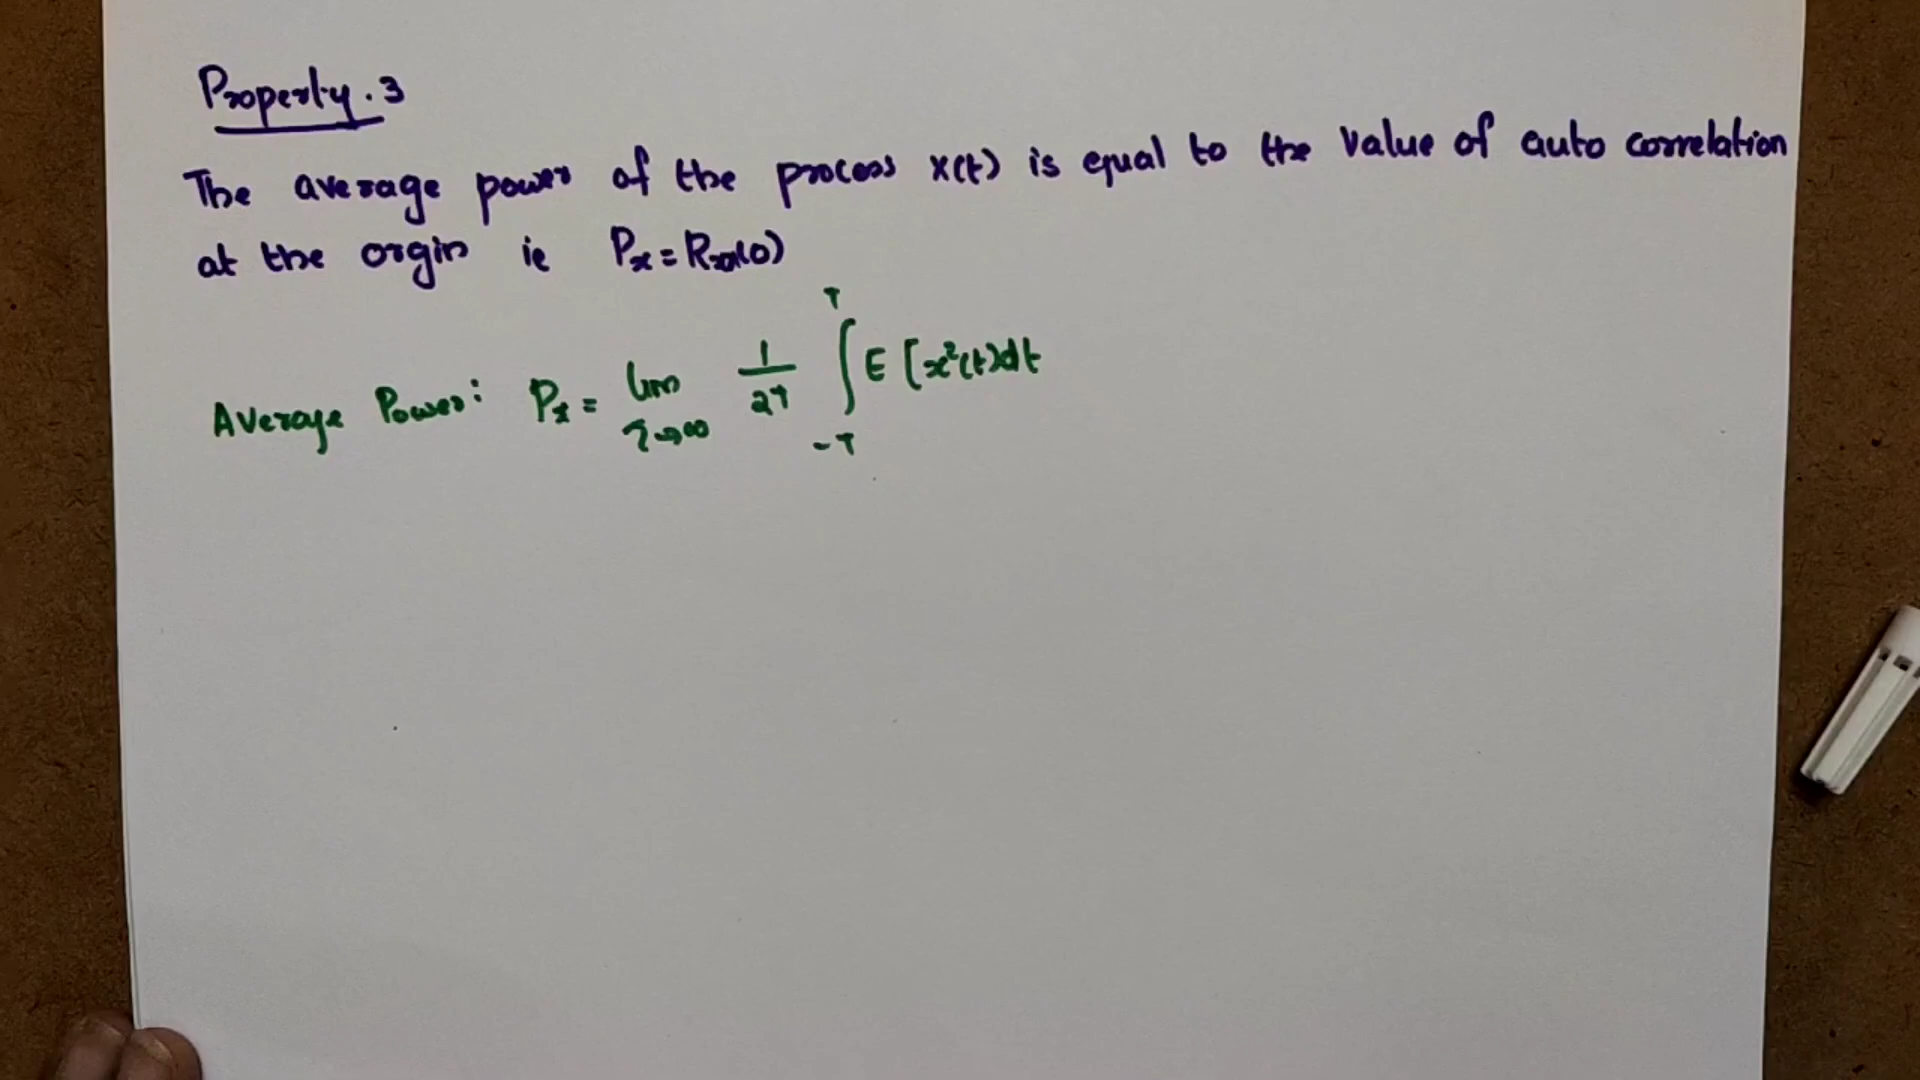 Property.3
The average power of the process x(t) is equal to the value of auto correlation
at the orgin ie Px = Rxx(0)
Average Power: Px = lim T→∞ 1/2T ∫_{-T}^{T} E [x²(t)dt